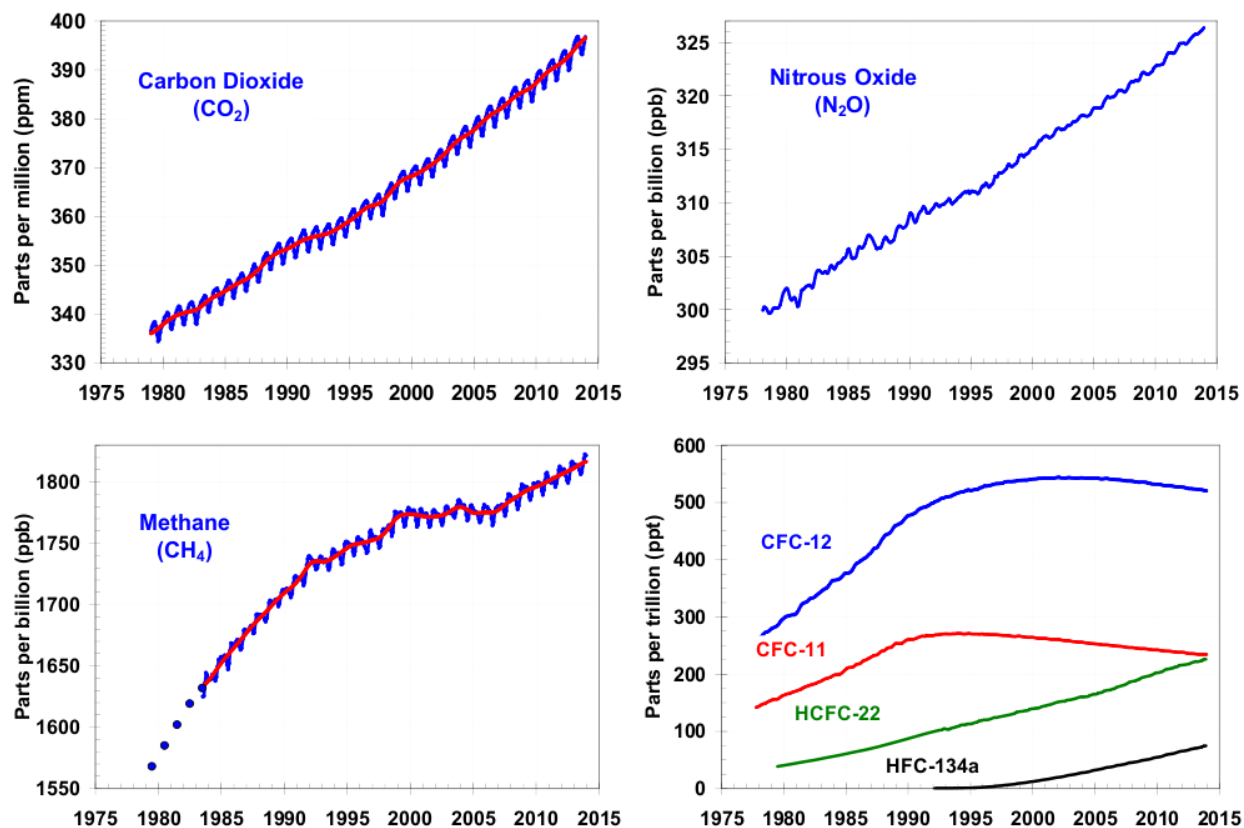 400
390
380
370
360
350
340
330
Parts per million (ppm)
Carbon Dioxide
(CO₂)
1975 1980 1985 1990 1995 2000 2005 2010 2015
325
320
315
310
305
300
295
Parts per billion (ppb)
Nitrous Oxide
(N₂O)
1975 1980 1985 1990 1995 2000 2005 2010 2015
1800
1750
1700
1650
1600
1550
Parts per billion (ppb)
Methane
(CH₄)
1975 1980 1985 1990 1995 2000 2005 2010 2015
600
500
400
300
200
100
0
Parts per trillion (ppt)
CFC-12
CFC-11
HCFC-22
HFC-134a
1975 1980 1985 1990 1995 2000 2005 2010 2015